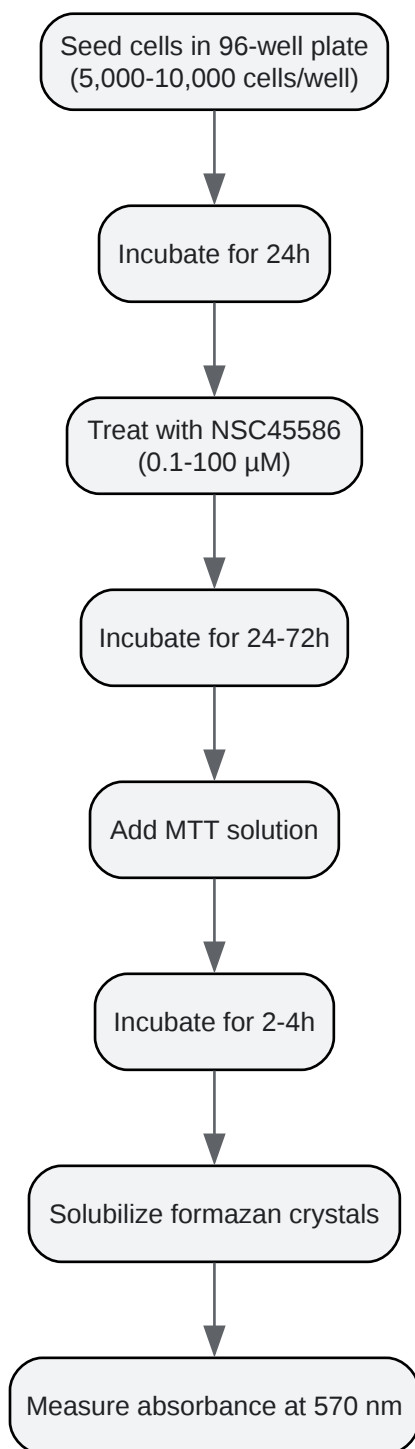 Seed cells in 96-well plate
(5,000-10,000 cells/well)
Incubate for 24h
Treat with NSC45586
(0.1-100 µM)
Incubate for 24-72h
Add MTT solution
Incubate for 2-4h
Solubilize formazan crystals
Measure absorbance at 570 nm